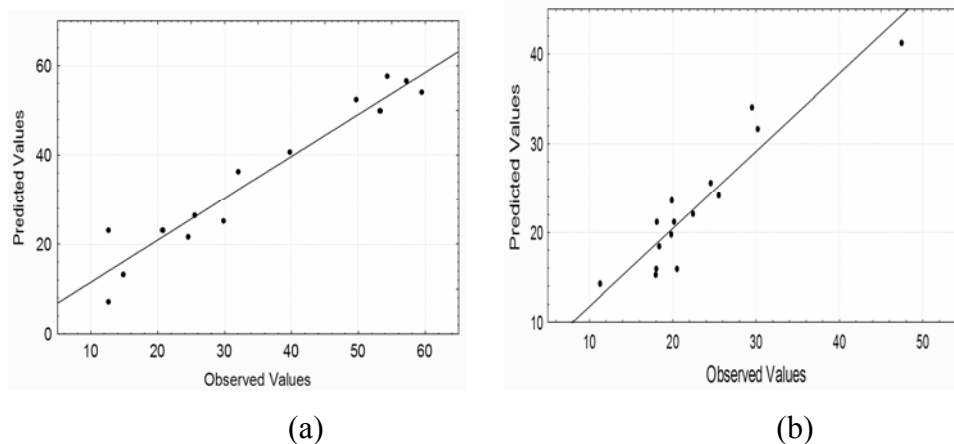 Predicted Values
60
40
20
0
10 20 30 40 50 60
Observed Values
(a)
Predicted Values
40
30
20
10
10 20 30 40 50
Observed Values
(b)